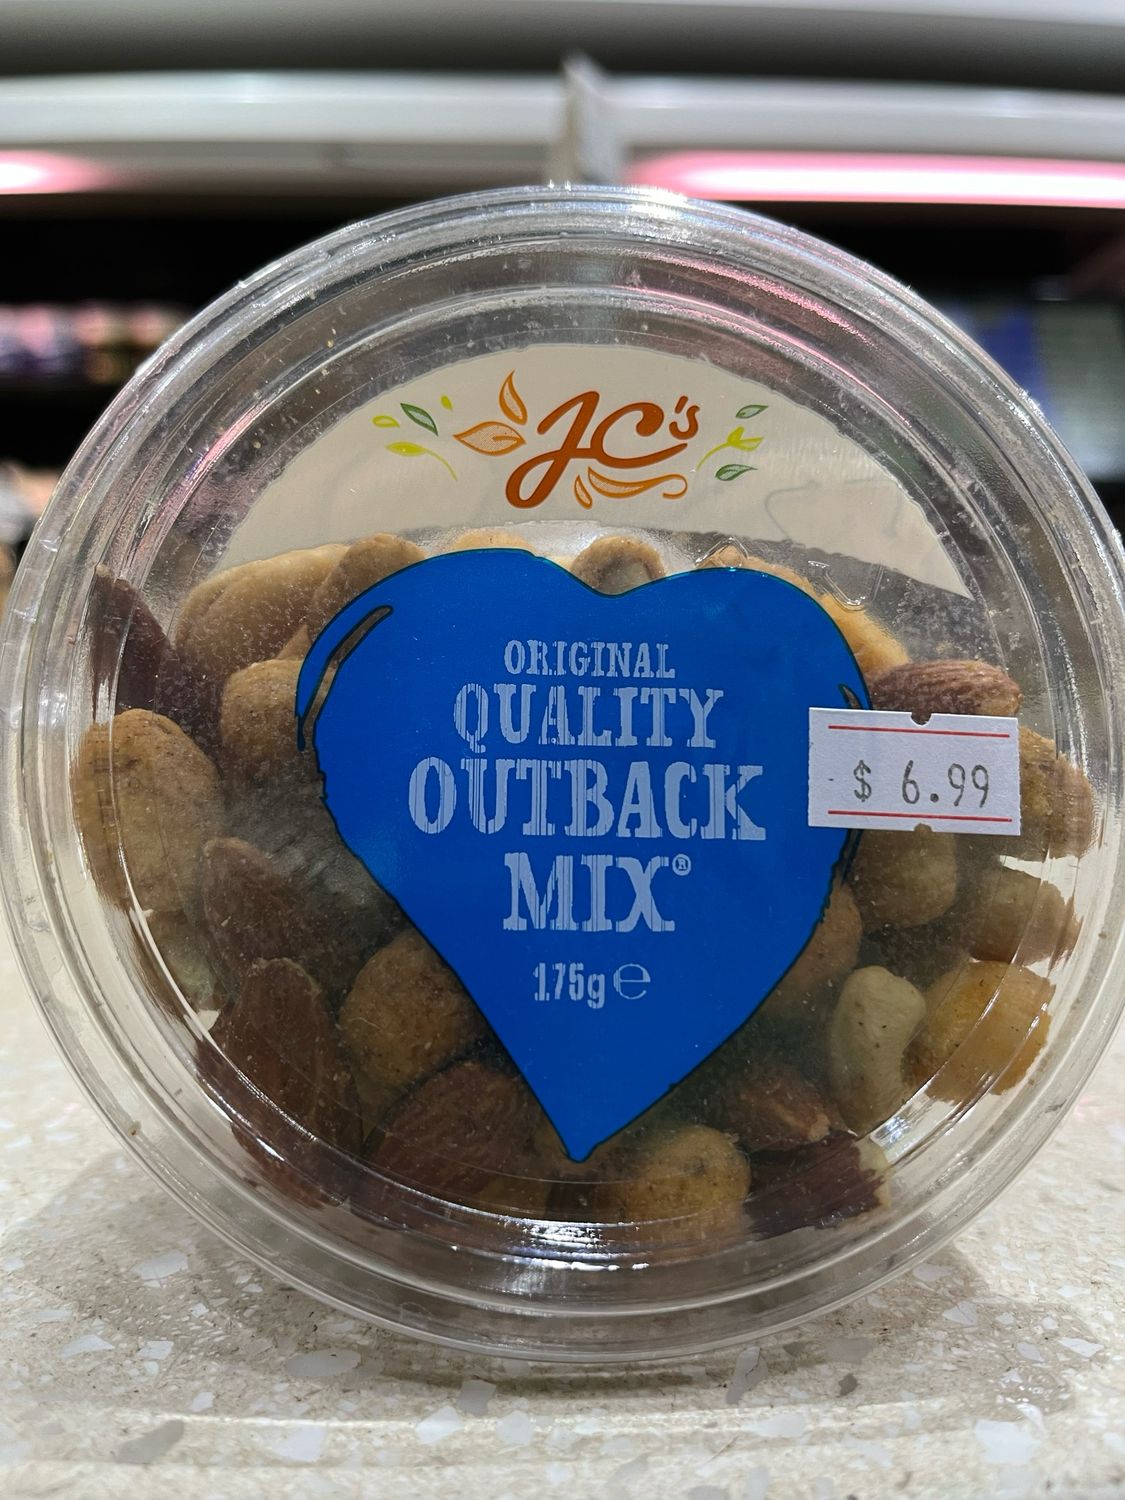 JC's
ORIGINAL
QUALITY
OUTBACK
MIX®
175g ℮
$ 6.99